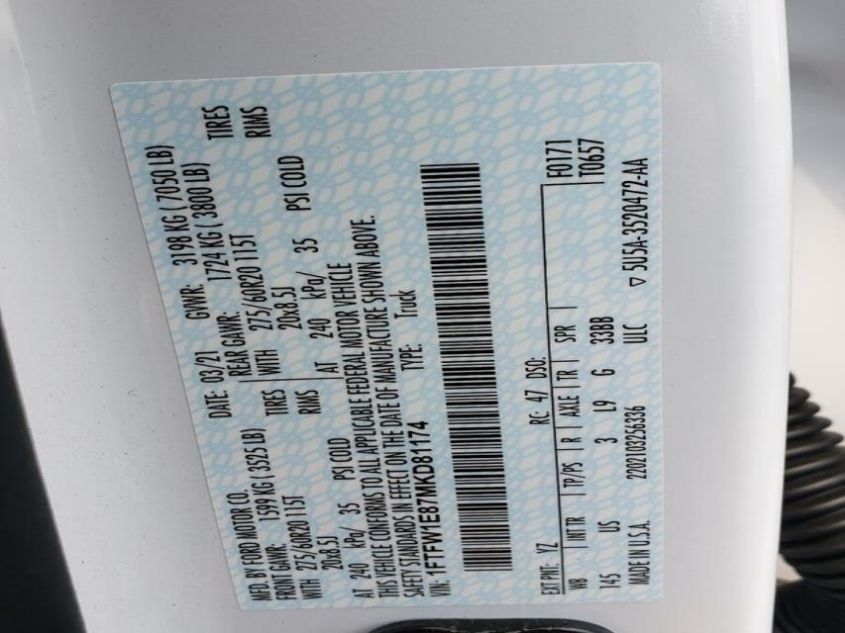 MFD. BY FORD MOTOR CO. DATE: 03/21 GVWR: 3198 KG ( 7050 LB)
FRONT GAWR: 1599 KG ( 3525 LB) REAR GAWR: 1724 KG ( 3800 LB)
WITH 275/60R20 115T TIRES WITH 275/60R20 115T TIRES
20x8.5J RIMS 20x8.5J RIMS
AT 240 kPa/ 35 PSI COLD AT 240 kPa/ 35 PSI COLD
THIS VEHICLE CONFORMS TO ALL APPLICABLE FEDERAL MOTOR VEHICLE
SAFETY STANDARDS IN EFFECT ON THE DATE OF MANUFACTURE SHOWN ABOVE.
VIN: 1FTFW1E87MKD81174 TYPE: Truck
F0171
EXT PNT: YZ RC: 47 DSO: T0657
WB INT TR TP/PS R AXLE TR SPR
145 US 3 L9 G 33BB
MADE IN U.S.A. 2202103256336 ULC ▽ 5U5A-3520472-AA